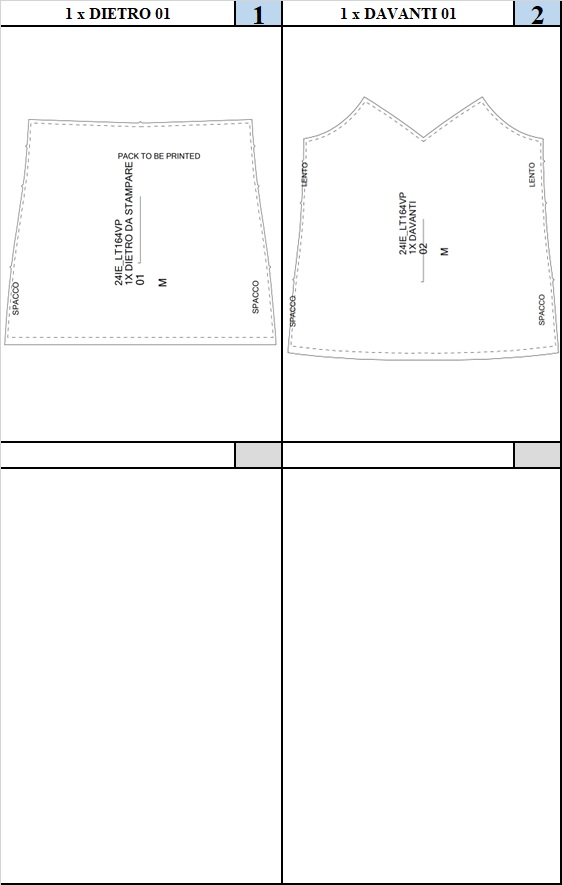 1 x DIETRO 01
1
1 x DAVANTI 01
2
PACK TO BE PRINTED
24IE_LT164VP
1X DIETRO DA STAMPARE
01
M
SPACCO
SPACCO
LENTO
LENTO
24IE_LT164VP
1X DAVANTI
02
M
SPACCO
SPACCO